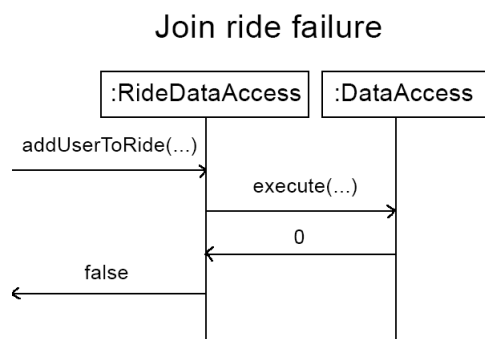 Join ride failure
:RideDataAccess
:DataAccess
addUserToRide(...)
execute(...)
0
false